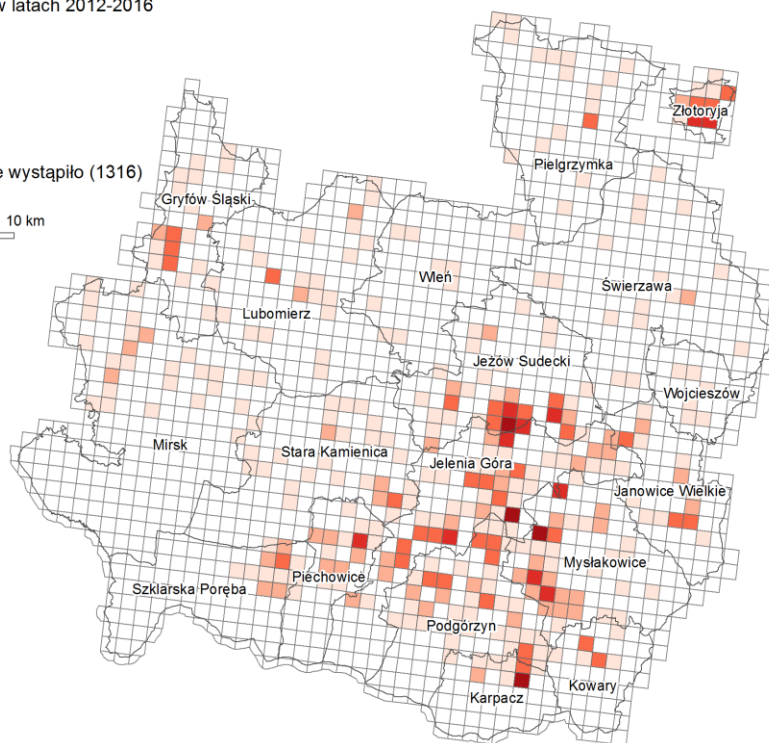 w latach 2012-2016
Złotoryja
Pielgrzymka
wystąpiło (1316)
Gryfów Śląski
10 km
Wleń
Świerzawa
Lubomierz
Jeżów Sudecki
Wojcieszów
Mirsk
Stara Kamienica
Jelenia Góra
Janowice Wielkie
Mysłakowice
Piechowice
Szklarska Poręba
Podgórzyn
Kowary
Karpacz